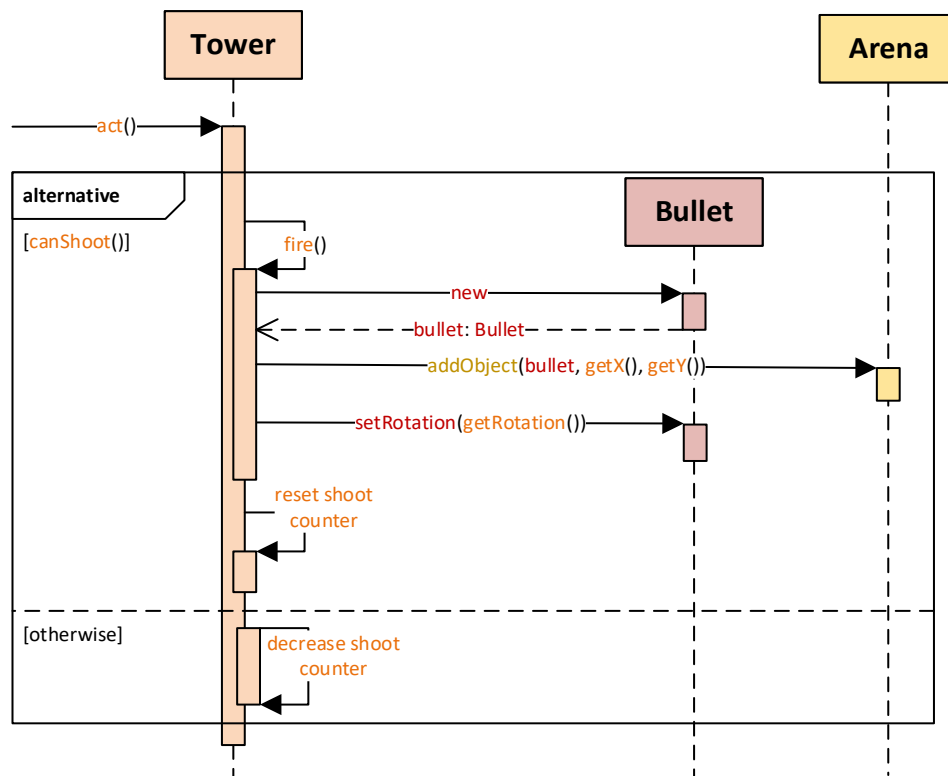 Tower
Arena
act()
alternative
Bullet
[canShoot()]
fire()
new
bullet: Bullet
addObject(bullet, getX(), getY())
setRotation(getRotation())
reset shoot
counter
[otherwise]
decrease shoot
counter